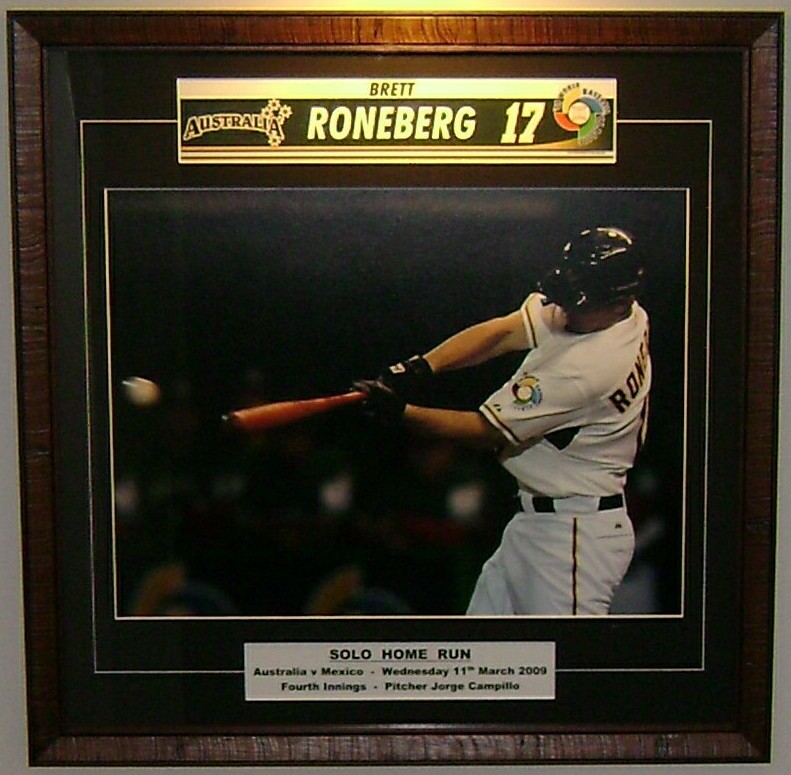 BRETT
AUSTRALIA RONEBERG 17
RONE
SOLO HOME RUN
Australia v Mexico - Wednesday 11th March 2009
Fourth Innings - Pitcher Jorge Campillo